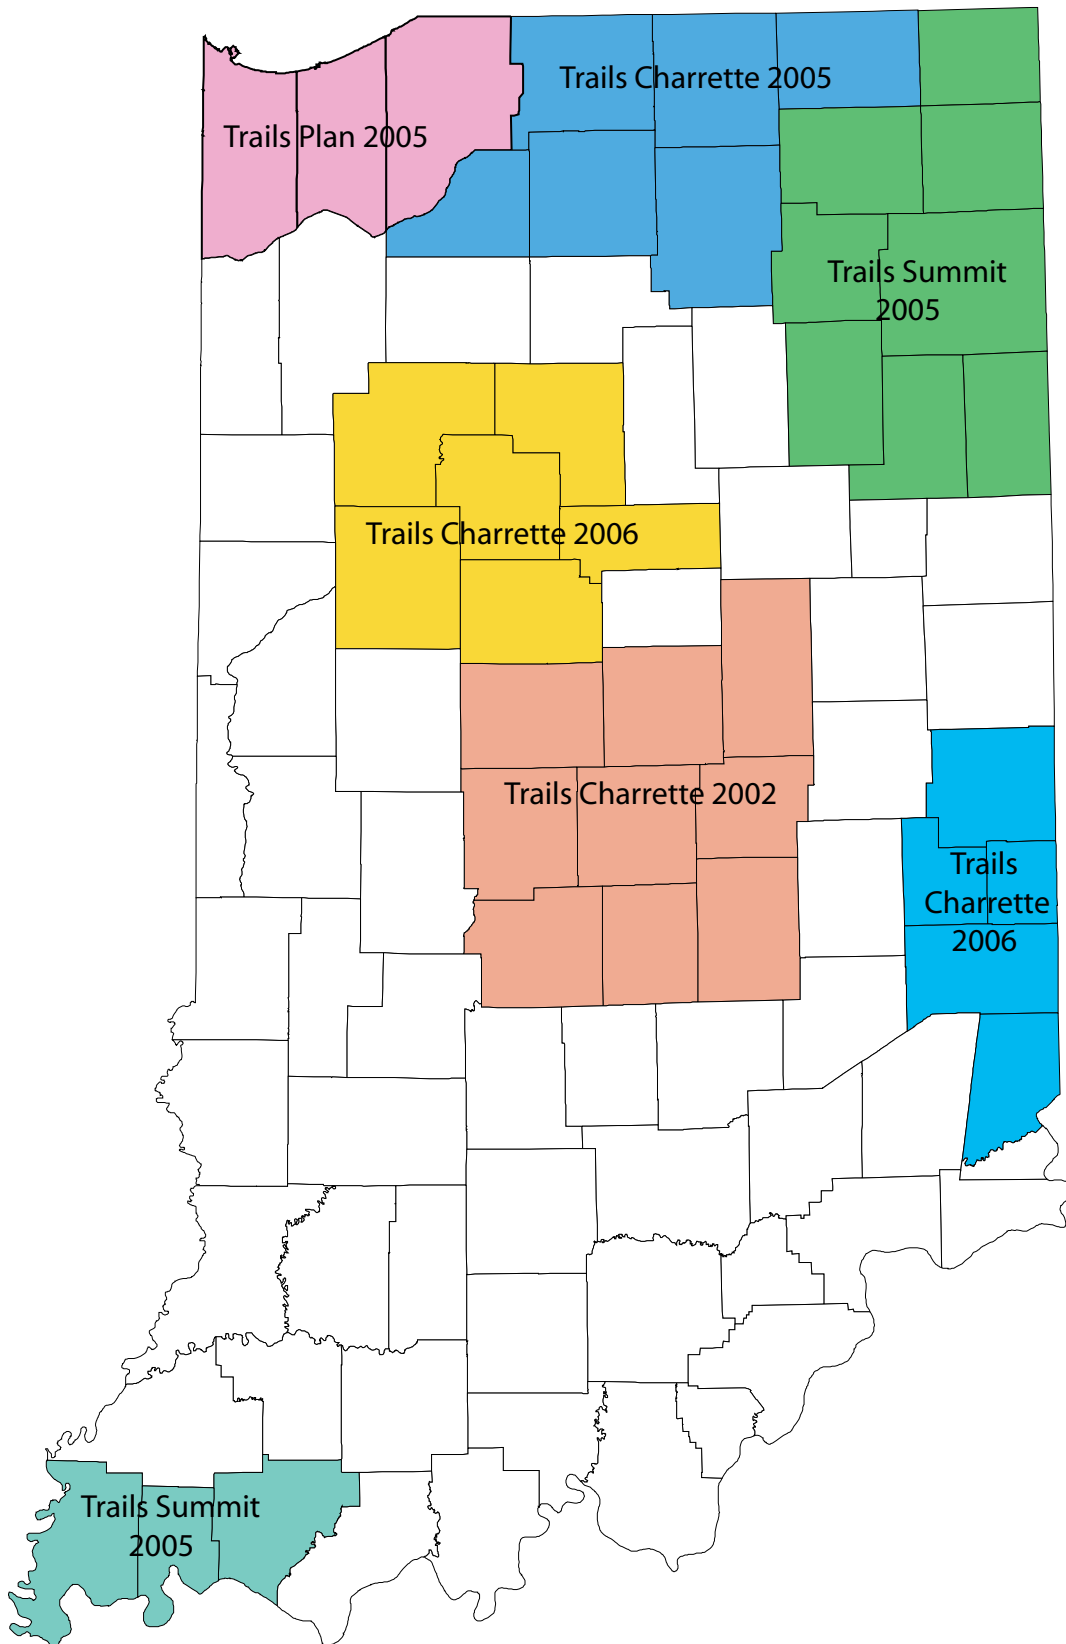 Trails Charrette 2005
Trails Plan 2005
Trails Summit
2005
Trails Charrette 2006
Trails Charrette 2002
Trails
Charrette
2006
Trails Summit
2005